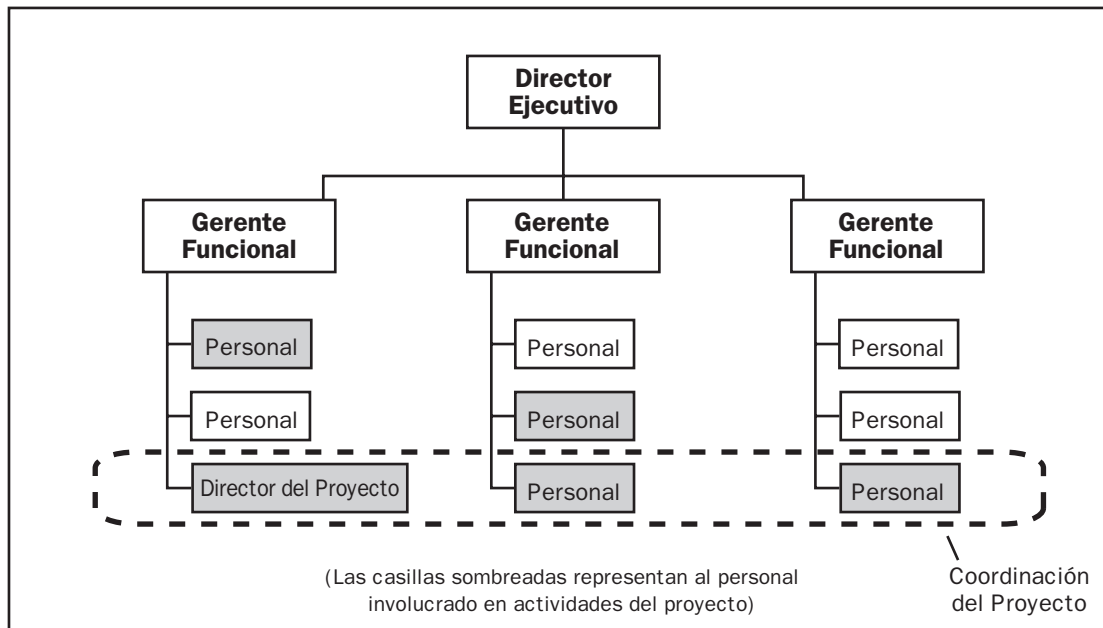 Director
Ejecutivo
Gerente
Funcional
Gerente
Funcional
Gerente
Funcional
Personal
Personal
Personal
Personal
Personal
Personal
Director del Proyecto
Personal
Personal
(Las casillas sombreadas representan al personal
involucrado en actividades del proyecto)
Coordinación
del Proyecto